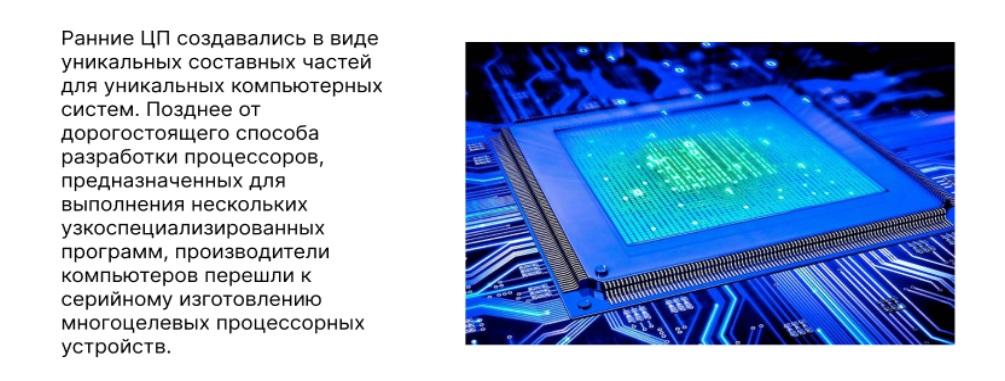 Ранние ЦП создавались в виде
уникальных составных частей
для уникальных компьютерных
систем. Позднее от
дорогостоящего способа
разработки процессоров,
предназначенных для
выполнения нескольких
узкоспециализированных
программ, производители
компьютеров перешли к
серийному изготовлению
многоцелевых процессорных
устройств.